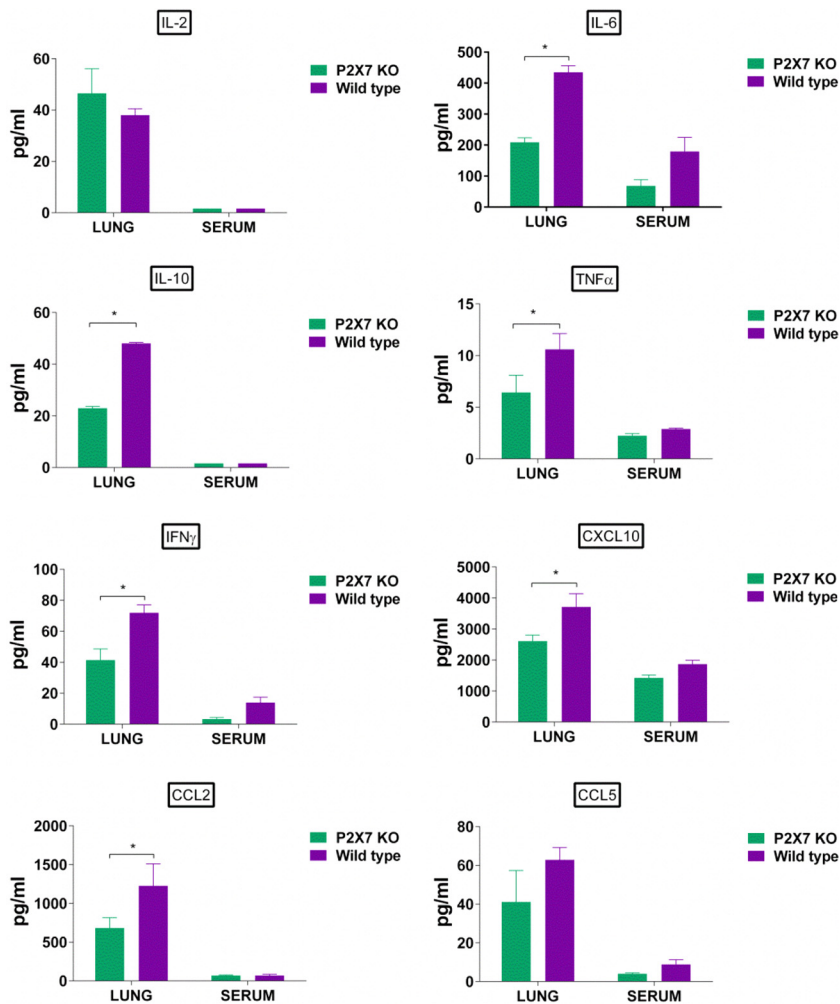 IL-2
60
40
20
0
pg/ml
LUNG
SERUM
P2X7 KO
Wild type
IL-6
500
400
300
200
100
0
pg/ml
*
LUNG
SERUM
P2X7 KO
Wild type
IL-10
60
40
20
0
pg/ml
*
LUNG
SERUM
P2X7 KO
Wild type
TNFα
15
10
5
0
pg/ml
*
LUNG
SERUM
P2X7 KO
Wild type
IFNγ
100
80
60
40
20
0
pg/ml
*
LUNG
SERUM
P2X7 KO
Wild type
CXCL10
5000
4000
3000
2000
1000
0
pg/ml
*
LUNG
SERUM
P2X7 KO
Wild type
CCL2
2000
1500
1000
500
0
pg/ml
*
LUNG
SERUM
P2X7 KO
Wild type
CCL5
80
60
40
20
0
pg/ml
LUNG
SERUM
P2X7 KO
Wild type